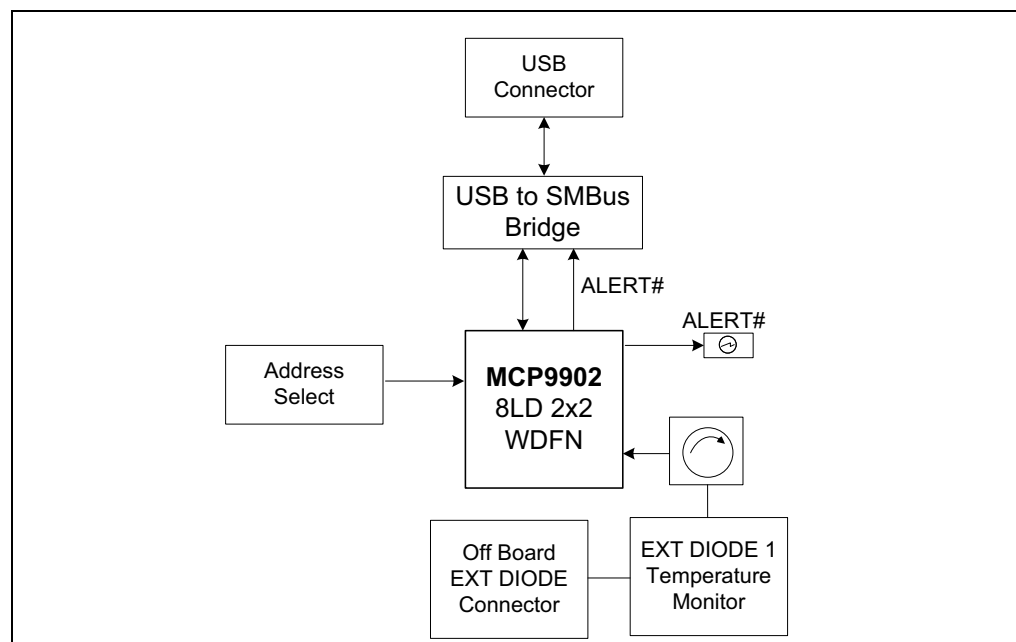 USB
Connector
USB to SMBus
Bridge
ALERT#
ALERT#
Address
Select
MCP9902
8LD 2x2
WDFN
Off Board
EXT DIODE
Connector
EXT DIODE 1
Temperature
Monitor